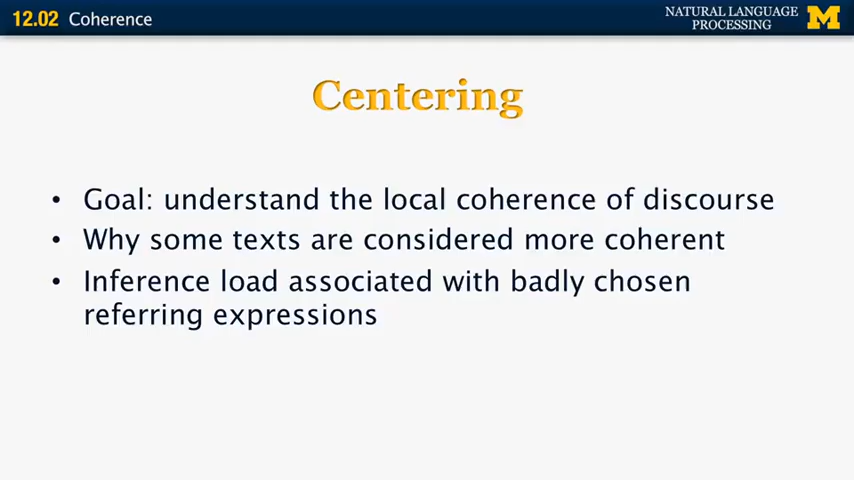 12.02 Coherence
NATURAL LANGUAGE
PROCESSING
M
Centering
• Goal: understand the local coherence of discourse
• Why some texts are considered more coherent
• Inference load associated with badly chosen
referring expressions